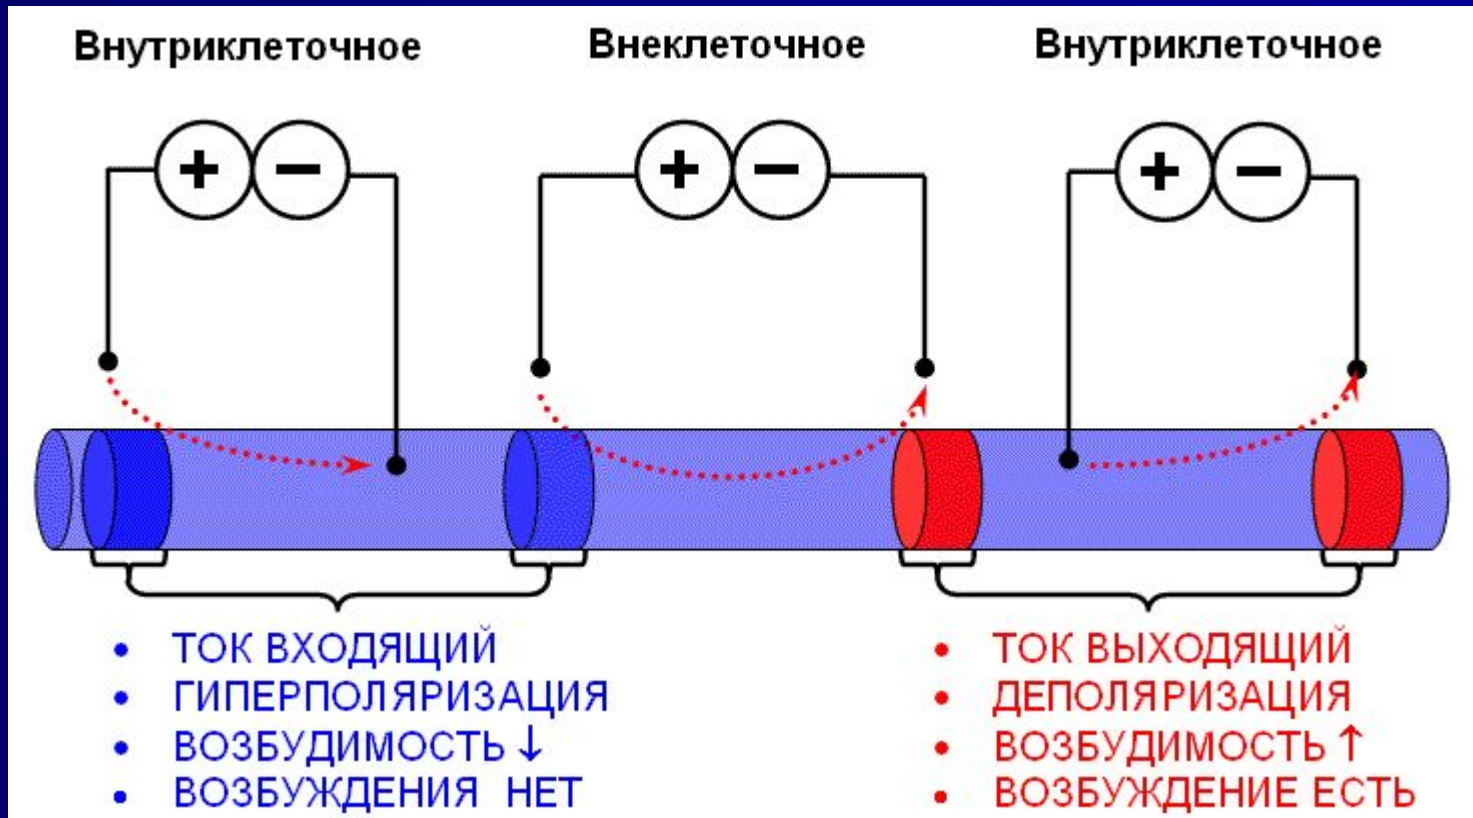 Внутриклеточное
Внеклеточное
Внутриклеточное
+ −
+ −
+ −
• ТОК ВХОДЯЩИЙ
• ГИПЕРПОЛЯРИЗАЦИЯ
• ВОЗБУДИМОСТЬ ↓
• ВОЗБУЖДЕНИЯ НЕТ
• ТОК ВЫХОДЯЩИЙ
• ДЕПОЛЯРИЗАЦИЯ
• ВОЗБУДИМОСТЬ ↑
• ВОЗБУЖДЕНИЕ ЕСТЬ